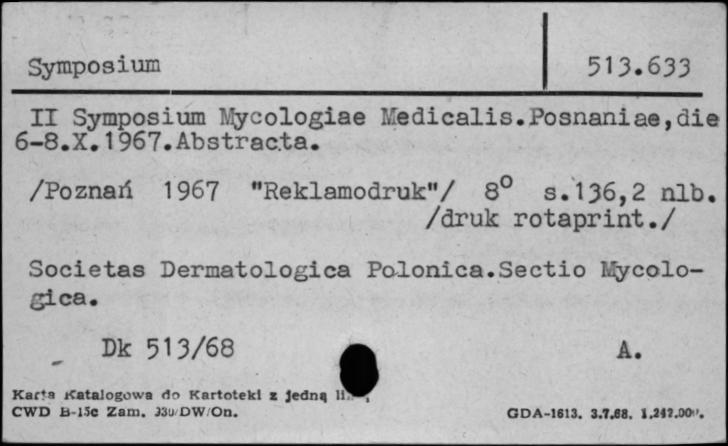 Symposium 513.633
II Symposium Mycologiae Medicalis.Posnaniae,die
6-8.X.1967.Abstracta.
/Poznań 1967 "Reklamodruk"/ 8° s.136,2 nlb.
/druk rotaprint./
Societas Dermatologica Polonica.Sectio Mycolo-
gica.
Dk 513/68 A.
Karta Katalogowa do Kartoteki z jedną
CWD B-15c Zam. DW/On. GDA-1613. 3.7.68.